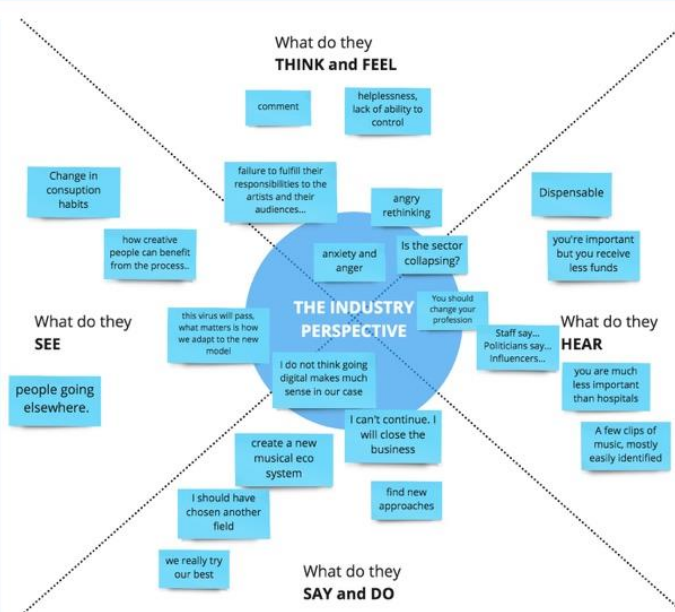 What do they
THINK and FEEL
comment
helplessness,
lack of ability to
control
failure to fulfill their
responsibilities to the
artists and their
audiences...
angry
rethinking
anxiety and
anger
Is the sector
collapsing?
Change in
consuption
habits
how creative
people can benefit
from the process..
this virus will pass,
what matters is how
we adapt to the new
model
What do they
SEE
people going
elsewhere.
THE INDUSTRY
PERSPECTIVE
Dispensable
you're important
but you receive
less funds
You should
change your
profession
Staff say...
Politicians say...
Influencers...
What do they
HEAR
you are much
less important
than hospitals
A few clips of
music, mostly
easily identified
I do not think going
digital makes much
sense in our case
I can't continue. I
will close the
business
create a new
musical eco
system
find new
approaches
I should have
chosen another
field
we really try
our best
What do they
SAY and DO